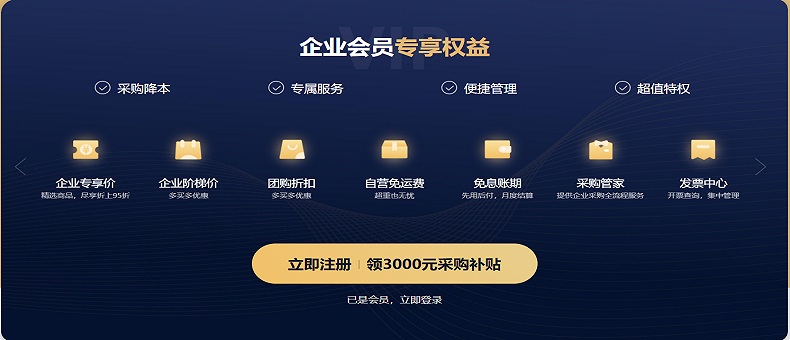 VIP
企业会员专享权益
采购降本 专属服务 便捷管理 超值特权
企业专享价 企业阶梯价 团购折扣 自营免运费 免息账期 采购管家 发票中心
精选商品，尽享折上95折 多买多优惠 多买多优惠 超重也无忧 先用后付，月度结算 提供企业采购全流程服务 开票查询，集中管理
立即注册 | 领3000元采购补贴
已是会员，立即登录